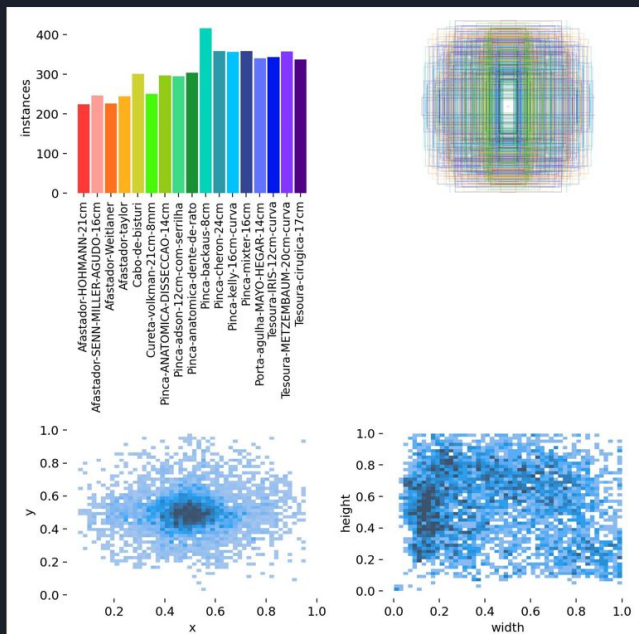 400
300
200
100
0
instances
Afastador-HOHMANN-21cm
Afastador-SENN-MILLER-AGUDO-16cm
Afastador-Weitlaner
Afastador-taylor
Cabo-de-bisturi
Cureta-volkman-21cm-8mm
Pinca-ANATOMICA-DISSECCAO-14cm
Pinca-adson-12cm-com-serrilha
Pinca-anatomica-dente-de-rato
Pinca-backaus-8cm
Pinca-cheron-24cm
Pinca-kelly-16cm-curva
Pinca-mixter-16cm
Porta-agulha-MAYO-HEGAR-14cm
Tesoura-IRIS-12cm-curva
Tesoura-METZEMBAUM-20cm-curva
Tesoura-cirugica-17cm
1.0
0.8
0.6
0.4
0.2
0.0
y
0.2 0.4 0.6 0.8 1.0
x
1.0
0.8
0.6
0.4
0.2
0.0
height
0.0 0.2 0.4 0.6 0.8 1.0
width